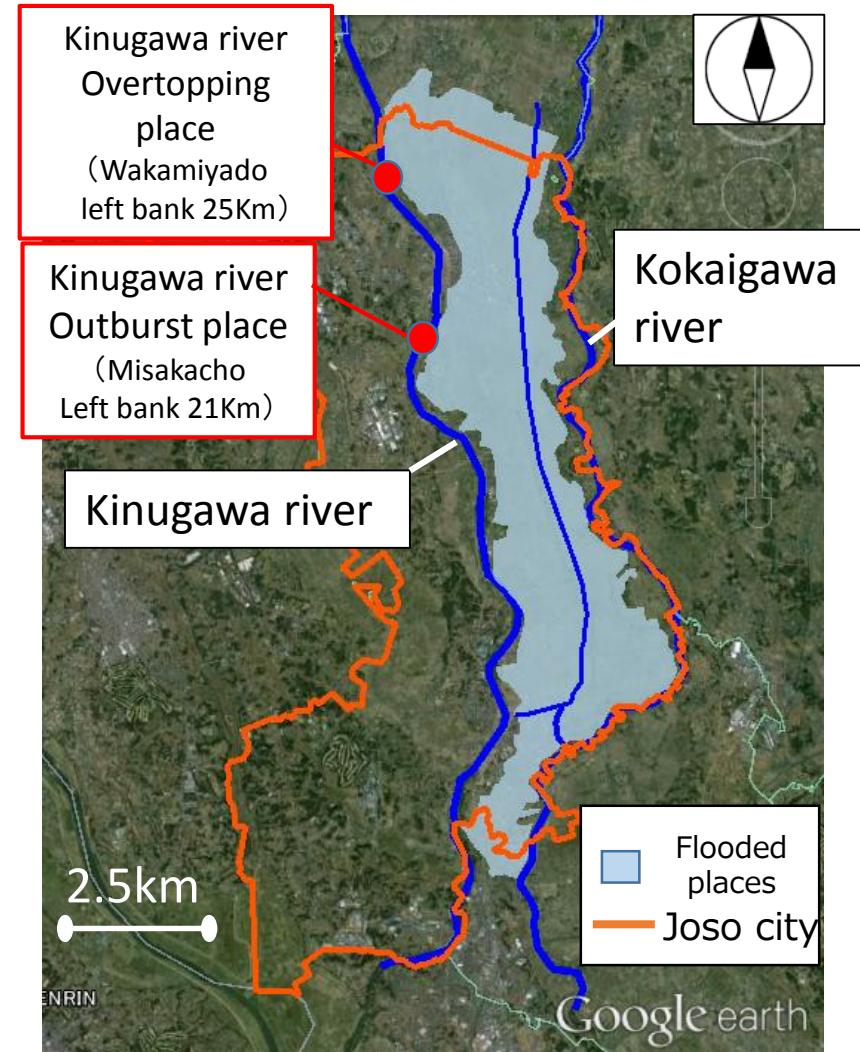 Kinugawa river
Overtopping
place
（Wakamiyado
left bank 25Km）
Kinugawa river
Outburst place
（Misakacho
Left bank 21Km）
Kokaigawa
river
Kinugawa river
2.5km
Flooded
places
Joso city
ENRIN
Google earth